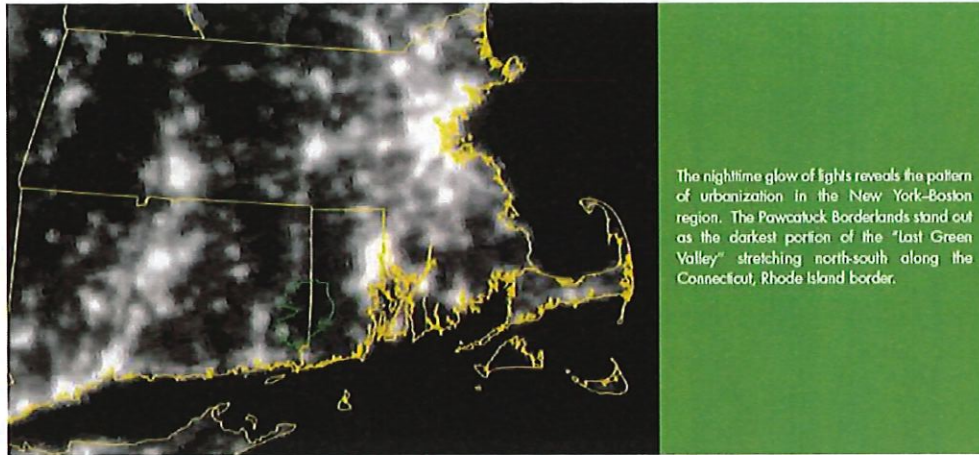 The nighttime glow of lights reveals the pattern
of urbanization in the New York–Boston
region. The Pawcatuck Borderlands stand out
as the darkest portion of the "Last Green
Valley" stretching north-south along the
Connecticut, Rhode Island border.